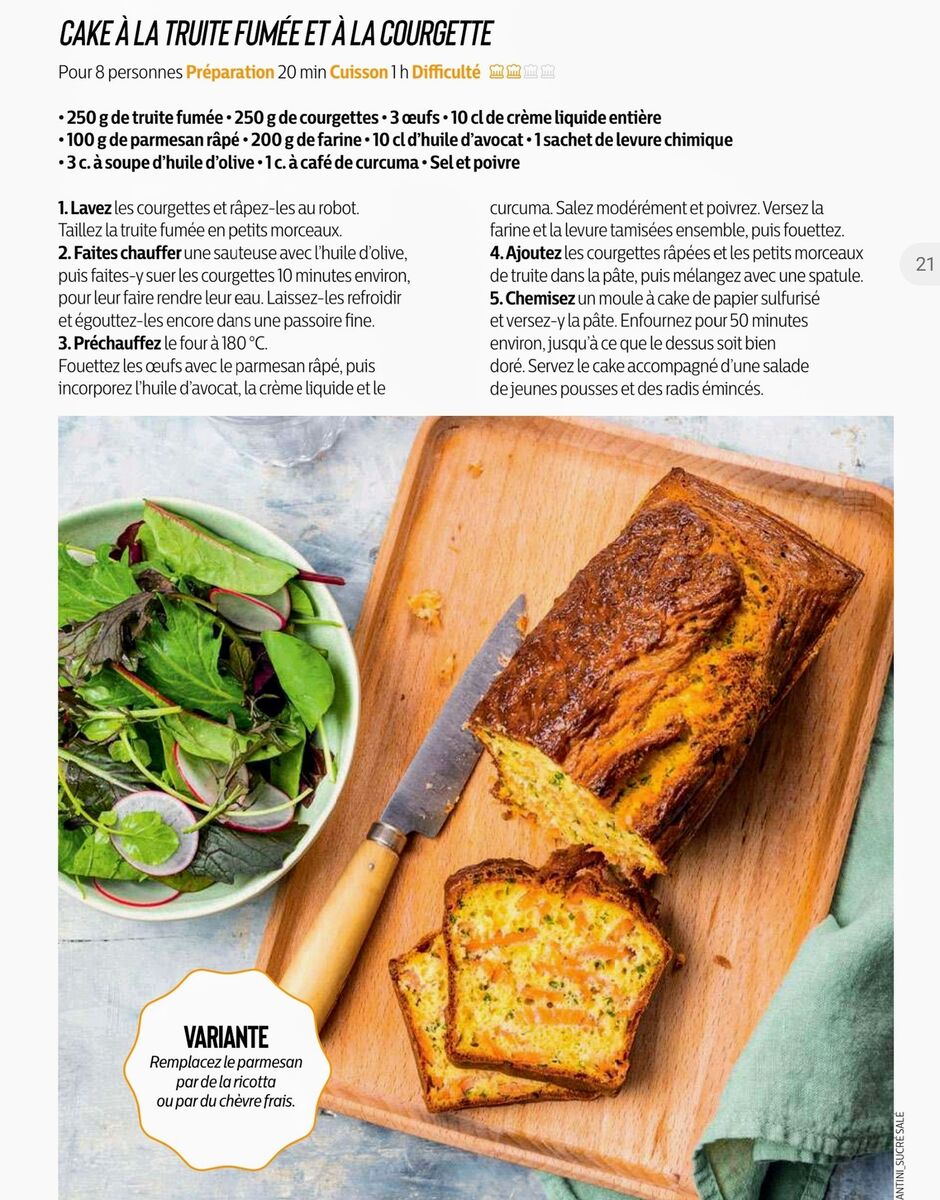 CAKE À LA TRUITE FUMÉE ET À LA COURGETTE
Pour 8 personnes Préparation 20 min Cuisson 1 h Difficulté
• 250 g de truite fumée • 250 g de courgettes • 3 œufs • 10 cl de crème liquide entière
• 100 g de parmesan râpé • 200 g de farine • 10 cl d’huile d’avocat • 1 sachet de levure chimique
• 3 c. à soupe d’huile d’olive • 1 c. à café de curcuma • Sel et poivre
1. Lavez les courgettes et râpez-les au robot.
Taillez la truite fumée en petits morceaux.
2. Faites chauffer une sauteuse avec l’huile d’olive,
puis faites-y suer les courgettes 10 minutes environ,
pour leur faire rendre leur eau. Laissez-les refroidir
et égouttez-les encore dans une passoire fine.
3. Préchauffez le four à 180 °C.
Fouettez les œufs avec le parmesan râpé, puis
incorporez l’huile d’avocat, la crème liquide et le
curcuma. Salez modérément et poivrez. Versez la
farine et la levure tamisées ensemble, puis fouettez.
4. Ajoutez les courgettes râpées et les petits morceaux
de truite dans la pâte, puis mélangez avec une spatule.
5. Chemisez un moule à cake de papier sulfurisé
et versez-y la pâte. Enfournez pour 50 minutes
environ, jusqu’à ce que le dessus soit bien
doré. Servez le cake accompagné d’une salade
de jeunes pousses et des radis émincés.
21
VARIANTE
Remplacez le parmesan
par de la ricotta
ou par du chèvre frais.
ANTINI_SUCRÉ SALÉ